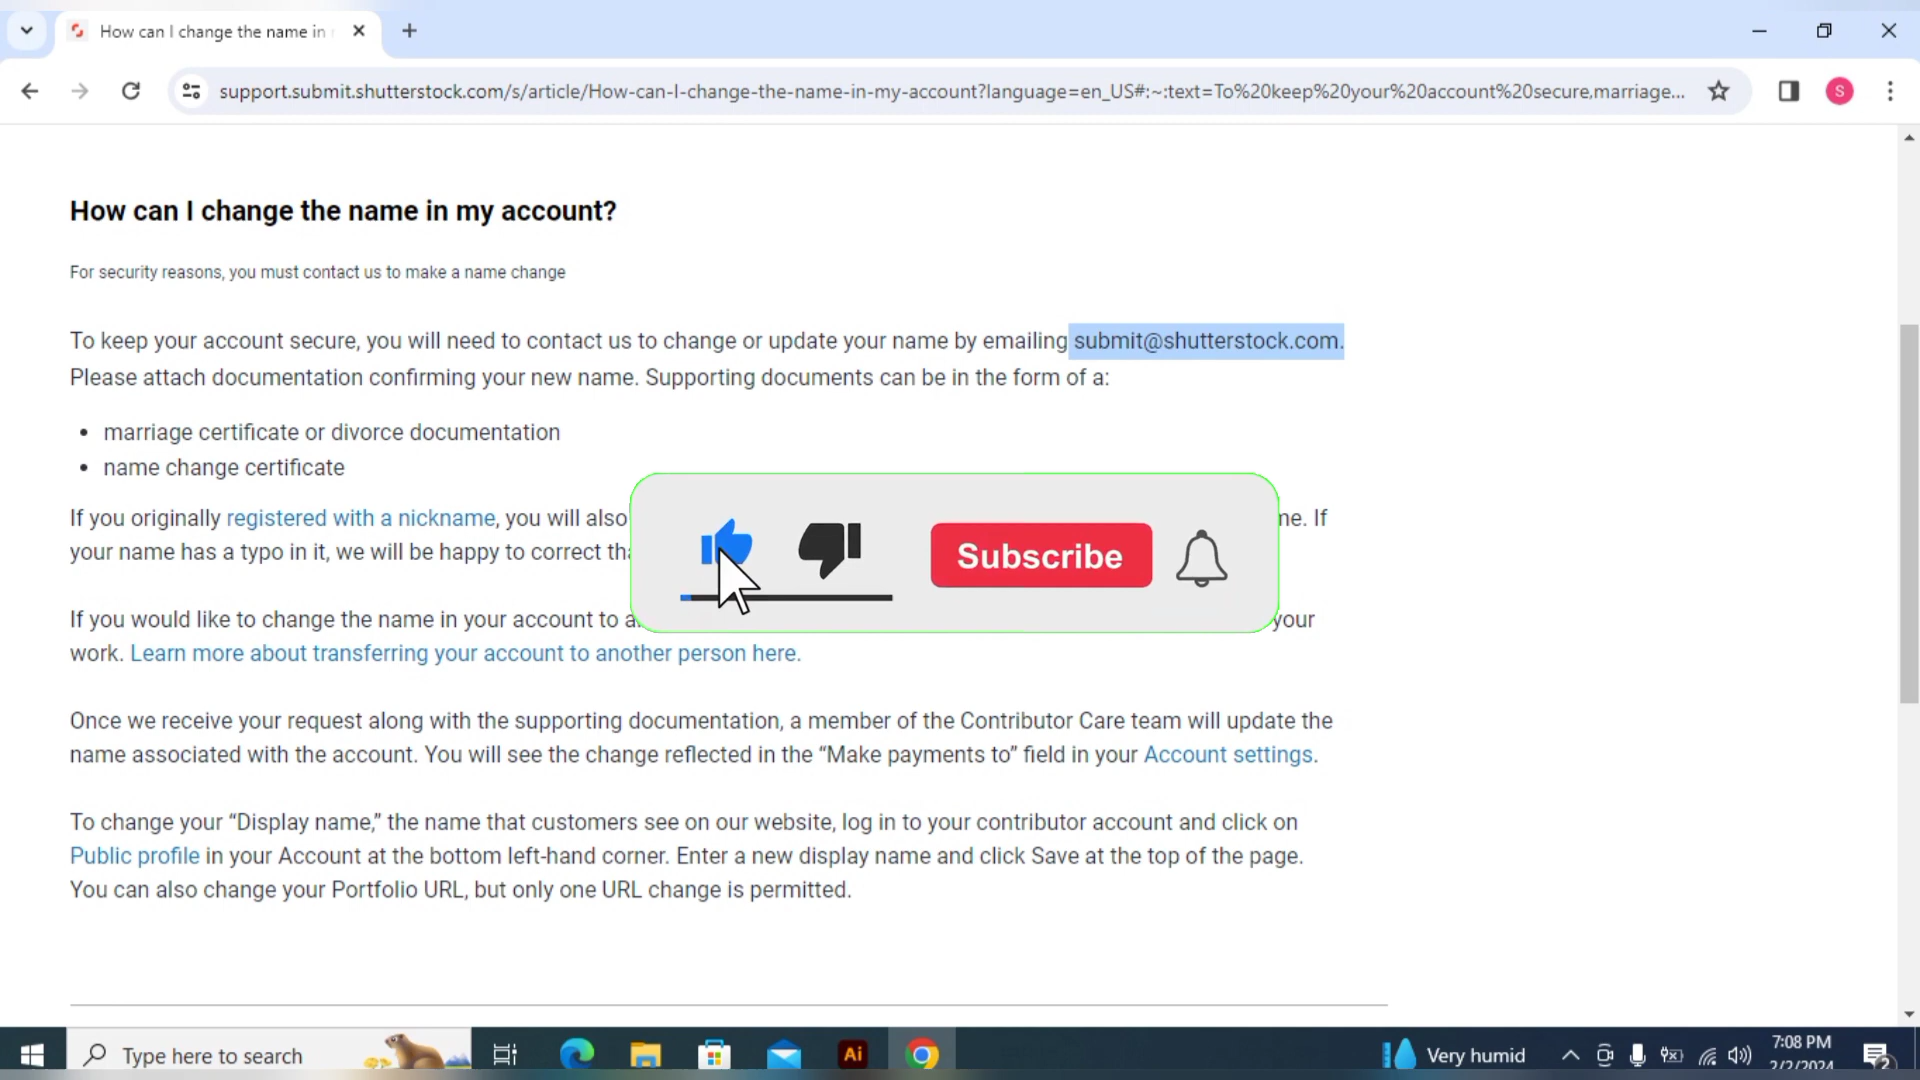 How can I change the name in
support.submit.shutterstock.com/s/article/How-can-I-change-the-name-in-my-account?language=en_US#:~:text=To%20keep%20your%20account%20secure,marriage...
S
How can I change the name in my account?
For security reasons, you must contact us to make a name change
To keep your account secure, you will need to contact us to change or update your name by emailing submit@shutterstock.com.
Please attach documentation confirming your new name. Supporting documents can be in the form of a:
• marriage certificate or divorce documentation
• name change certificate
If you originally registered with a nickname, you will also me. If
your name has a typo in it, we will be happy to correct
Subscribe
If you would like to change the name in your account to your
work. Learn more about transferring your account to another person here.
Once we receive your request along with the supporting documentation, a member of the Contributor Care team will update the
name associated with the account. You will see the change reflected in the “Make payments to” field in your Account settings.
To change your “Display name,” the name that customers see on our website, log in to your contributor account and click on
Public profile in your Account at the bottom left-hand corner. Enter a new display name and click Save at the top of the page.
You can also change your Portfolio URL, but only one URL change is permitted.
Type here to search
Ai
Very humid
7:08 PM
2/2/2024
2